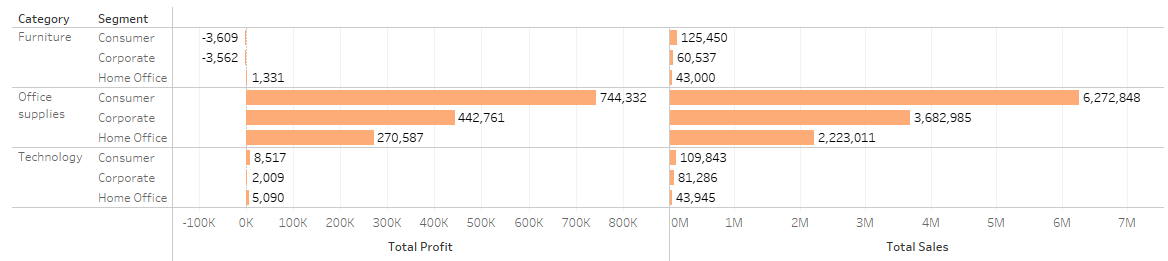 Category Segment
Furniture Consumer -3,609 125,450
Corporate -3,562 60,537
Home Office 1,331 43,000
Office supplies Consumer 744,332 6,272,848
Corporate 442,761 3,682,985
Home Office 270,587 2,223,011
Technology Consumer 8,517 109,843
Corporate 2,009 81,286
Home Office 5,090 43,945
-100K 0K 100K 200K 300K 400K 500K 600K 700K 800K 0M 1M 2M 3M 4M 5M 6M 7M
Total Profit Total Sales